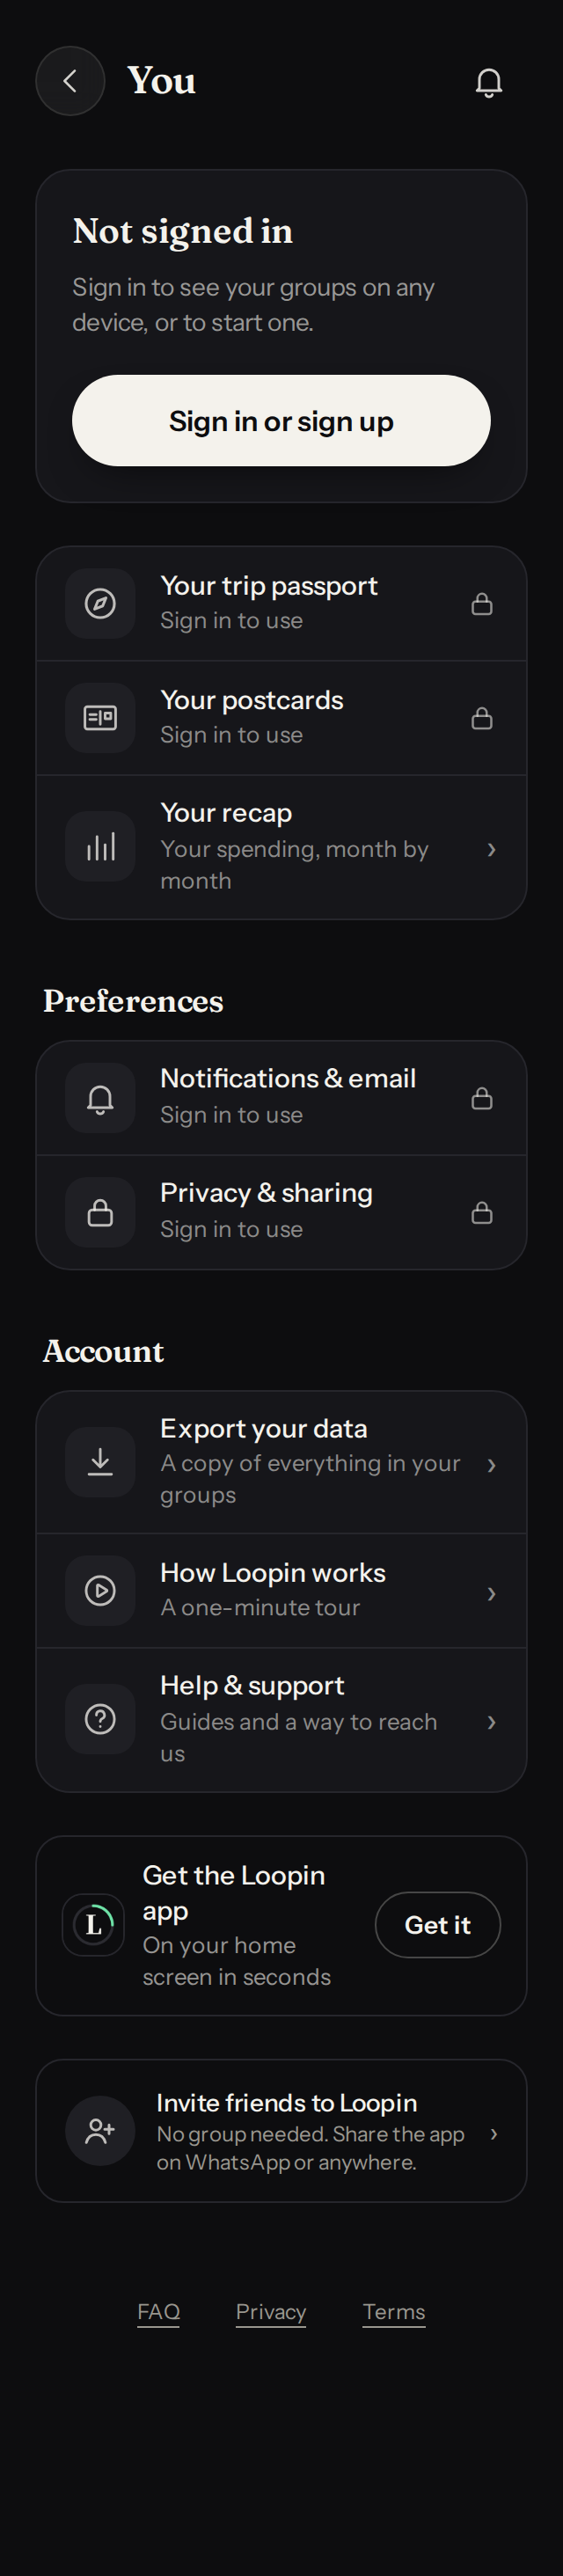 You
Not signed in
Sign in to see your groups on any
device, or to start one.
Sign in or sign up
Your trip passport
Sign in to use
Your postcards
Sign in to use
Your recap
Your spending, month by
month
Preferences
Notifications & email
Sign in to use
Privacy & sharing
Sign in to use
Account
Export your data
A copy of everything in your
groups
How Loopin works
A one-minute tour
Help & support
Guides and a way to reach
us
L
Get the Loopin
app
On your home
screen in seconds
Get it
Invite friends to Loopin
No group needed. Share the app
on WhatsApp or anywhere.
FAQ
Privacy
Terms